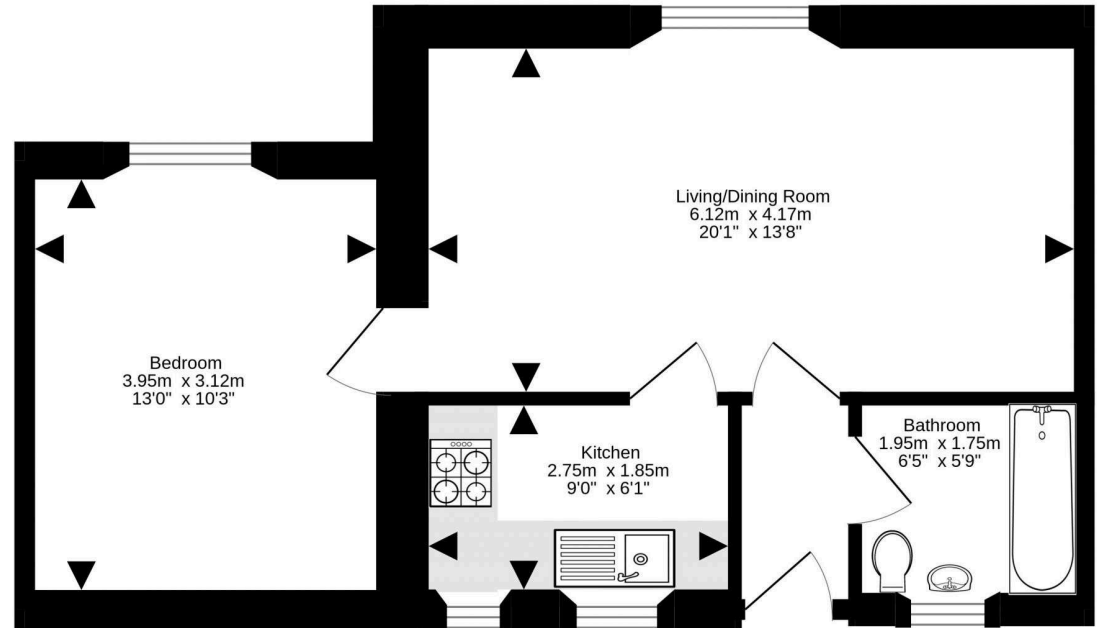 Living/Dining Room
6.12m x 4.17m
20'1" x 13'8"
Bedroom
3.95m x 3.12m
13'0" x 10'3"
Kitchen
2.75m x 1.85m
9'0" x 6'1"
Bathroom
1.95m x 1.75m
6'5" x 5'9"